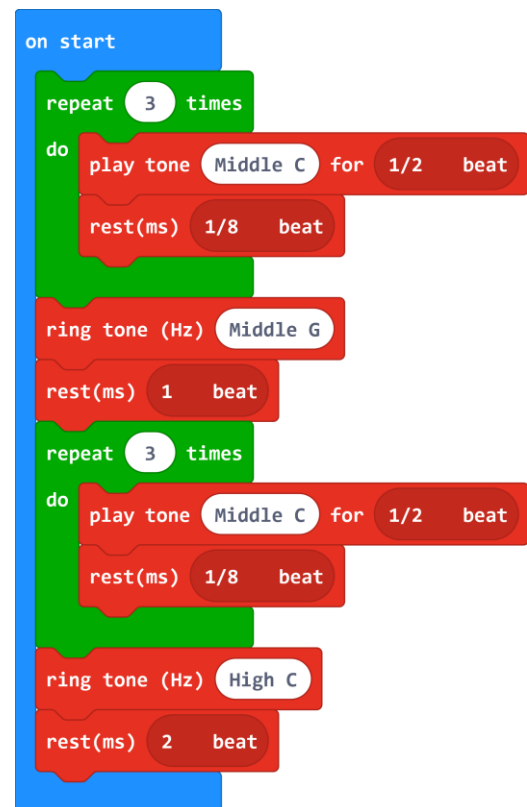 on start
repeat 3 times
do
play tone Middle C for 1/2 beat
rest(ms) 1/8 beat
ring tone (Hz) Middle G
rest(ms) 1 beat
repeat 3 times
do
play tone Middle C for 1/2 beat
rest(ms) 1/8 beat
ring tone (Hz) High C
rest(ms) 2 beat